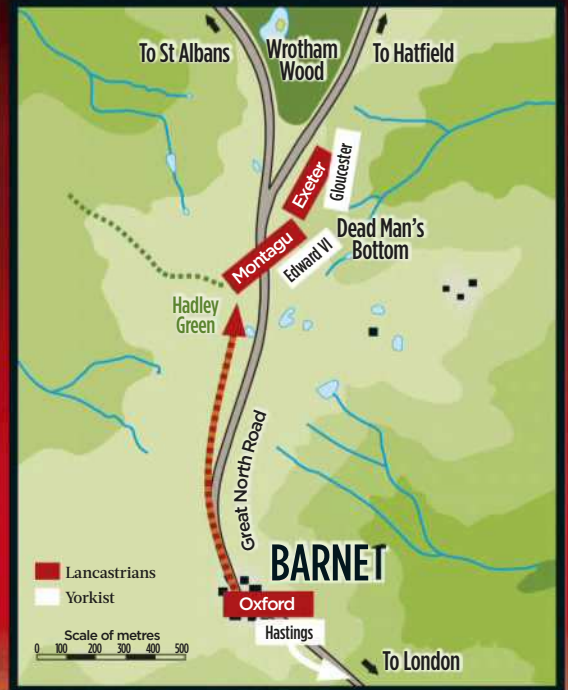 To St Albans
Wrotham
Wood
To Hatfield
Exeter
Gloucester
Montagu
Edward VI
Dead Man's
Bottom
Hadley
Green
Great North Road
BARNET
Lancastrians
Yorkist
Oxford
Hastings
Scale of metres
0 100 200 300 400 500
To London